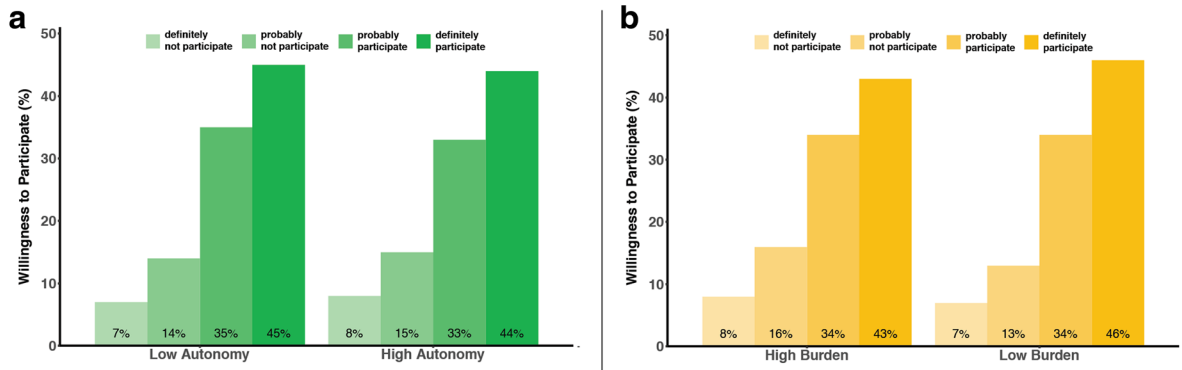 a
definitely not participate
probably not participate
probably participate
definitely participate
Willingness to Participate (%)
50
40
30
20
10
0
7% 14% 35% 45%
8% 15% 33% 44%
Low Autonomy
High Autonomy
b
definitely not participate
probably not participate
probably participate
definitely participate
Willingness to Participate (%)
50
40
30
20
10
0
8% 16% 34% 43%
7% 13% 34% 46%
High Burden
Low Burden